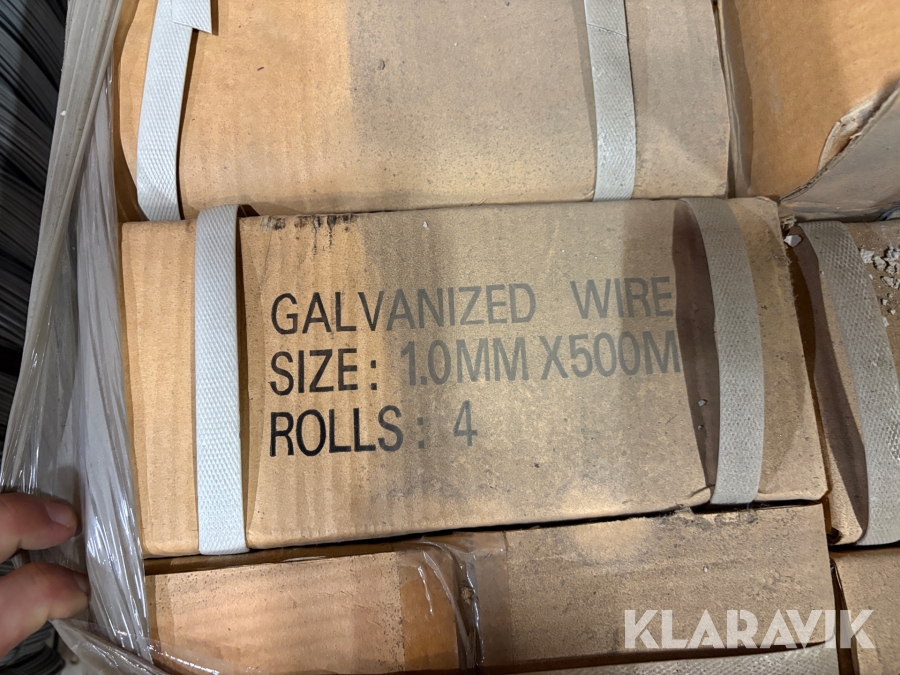 GALVANIZED WIRE
SIZE: 1.0MM X500M
ROLLS: 4
KLARAVIK